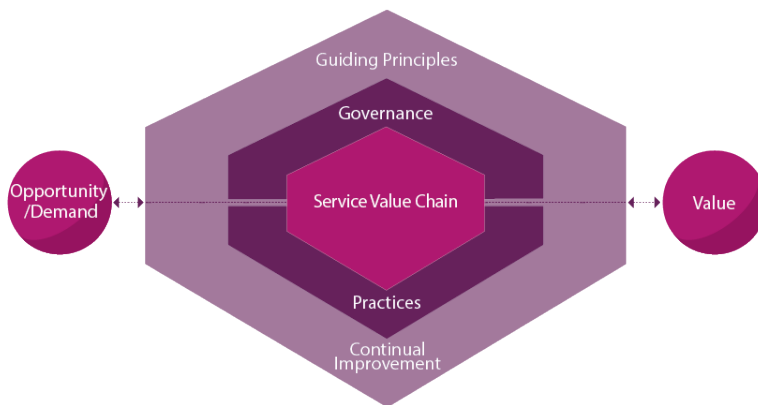 Guiding Principles
Governance
Opportunity
/Demand
Service Value Chain
Value
Practices
Continual
Improvement